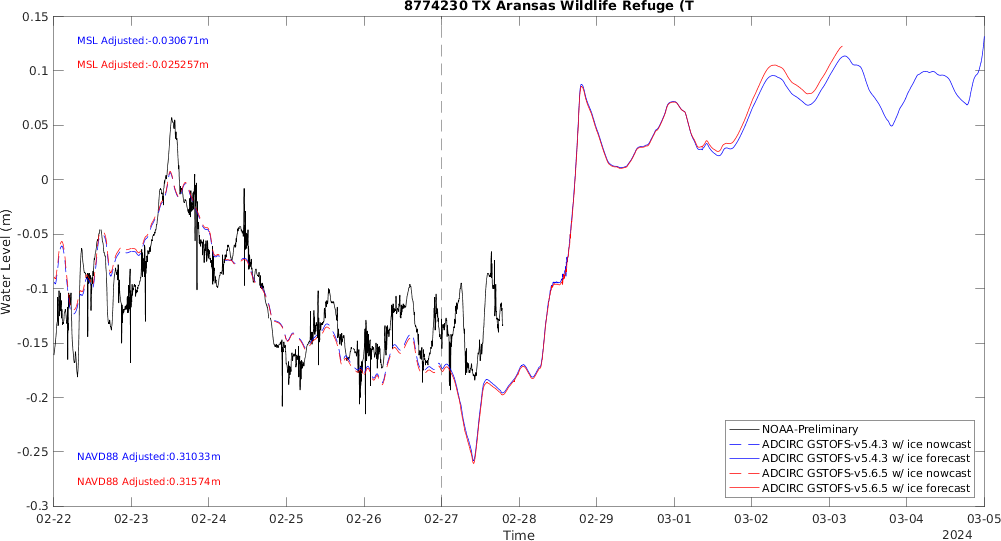 8774230 TX Aransas Wildlife Refuge (T
0.15
0.1
0.05
0
-0.05
-0.1
-0.15
-0.2
-0.25
-0.3
Water Level (m)
MSL Adjusted:-0.030671m
MSL Adjusted:-0.025257m
NAVD88 Adjusted:0.31033m
NAVD88 Adjusted:0.31574m
NOAA-Preliminary
ADCIRC GSTOFS-v5.4.3 w/ ice nowcast
ADCIRC GSTOFS-v5.4.3 w/ ice forecast
ADCIRC GSTOFS-v5.6.5 w/ ice nowcast
ADCIRC GSTOFS-v5.6.5 w/ ice forecast
02-22 02-23 02-24 02-25 02-26 02-27 02-28 02-29 03-01 03-02 03-03 03-04 03-05
Time
2024